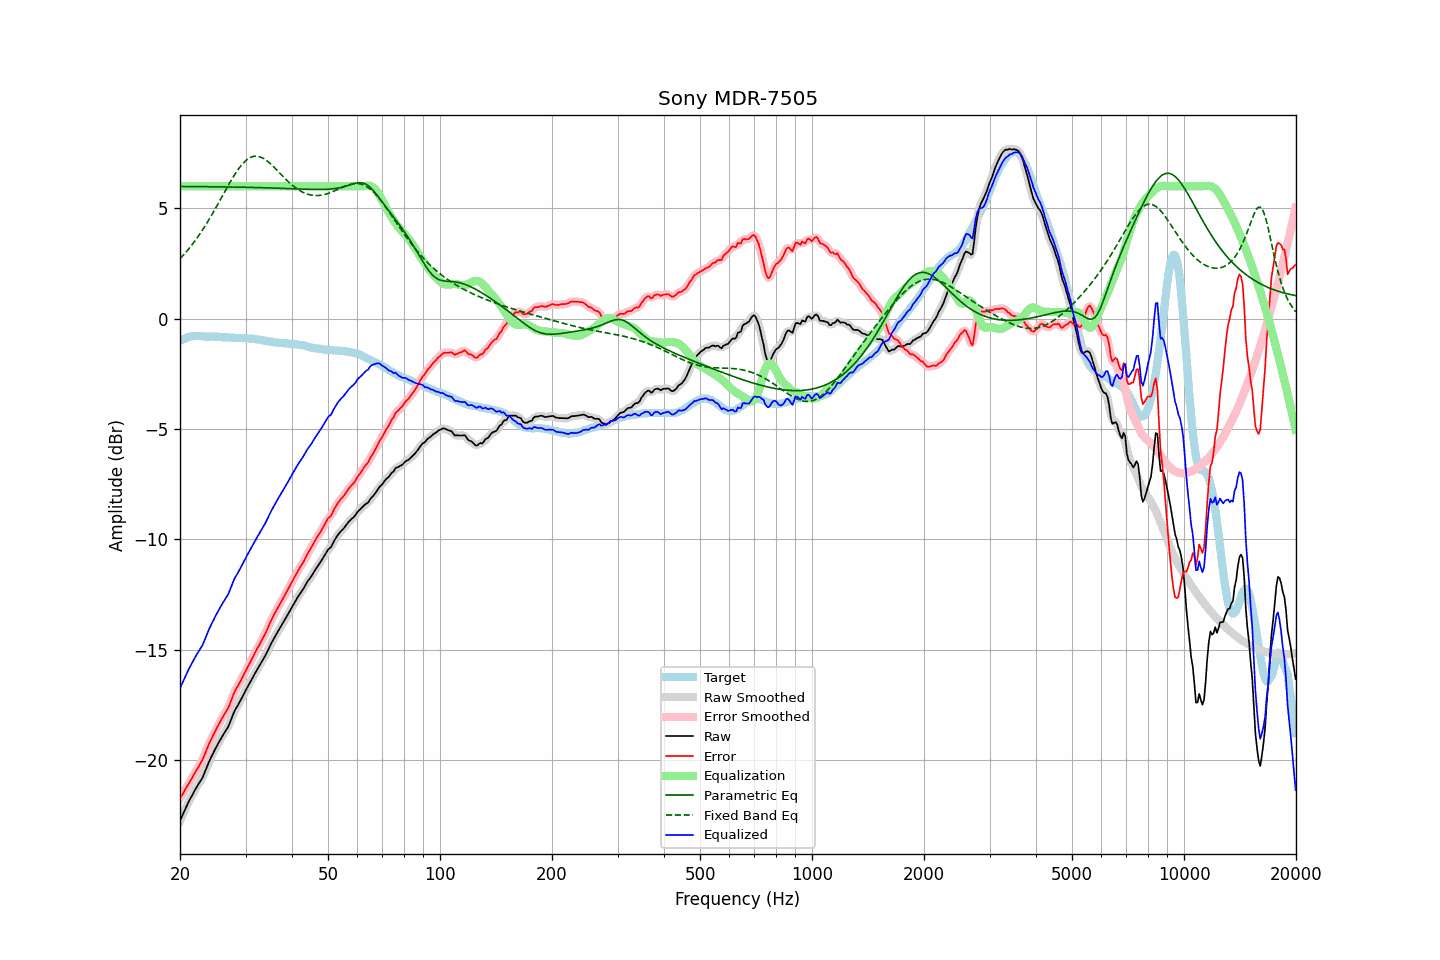 Sony MDR-7505
Amplitude (dBr)
5
0
−5
−10
−15
−20
Target
Raw Smoothed
Error Smoothed
Raw
Error
Equalization
Parametric Eq
Fixed Band Eq
Equalized
20 50 100 200 500 1000 2000 5000 10000 20000
Frequency (Hz)